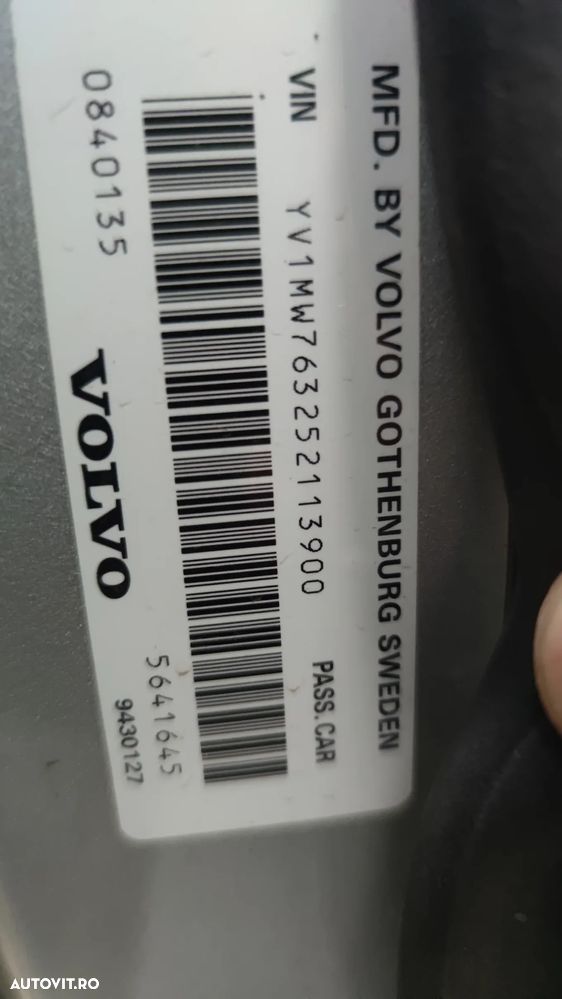 MFD. BY VOLVO GOTHENBURG SWEDEN
VIN YV1MW763252113900 PASS.CAR
0840135 VOLVO 5641645
9430127
AUTOVIT.RO